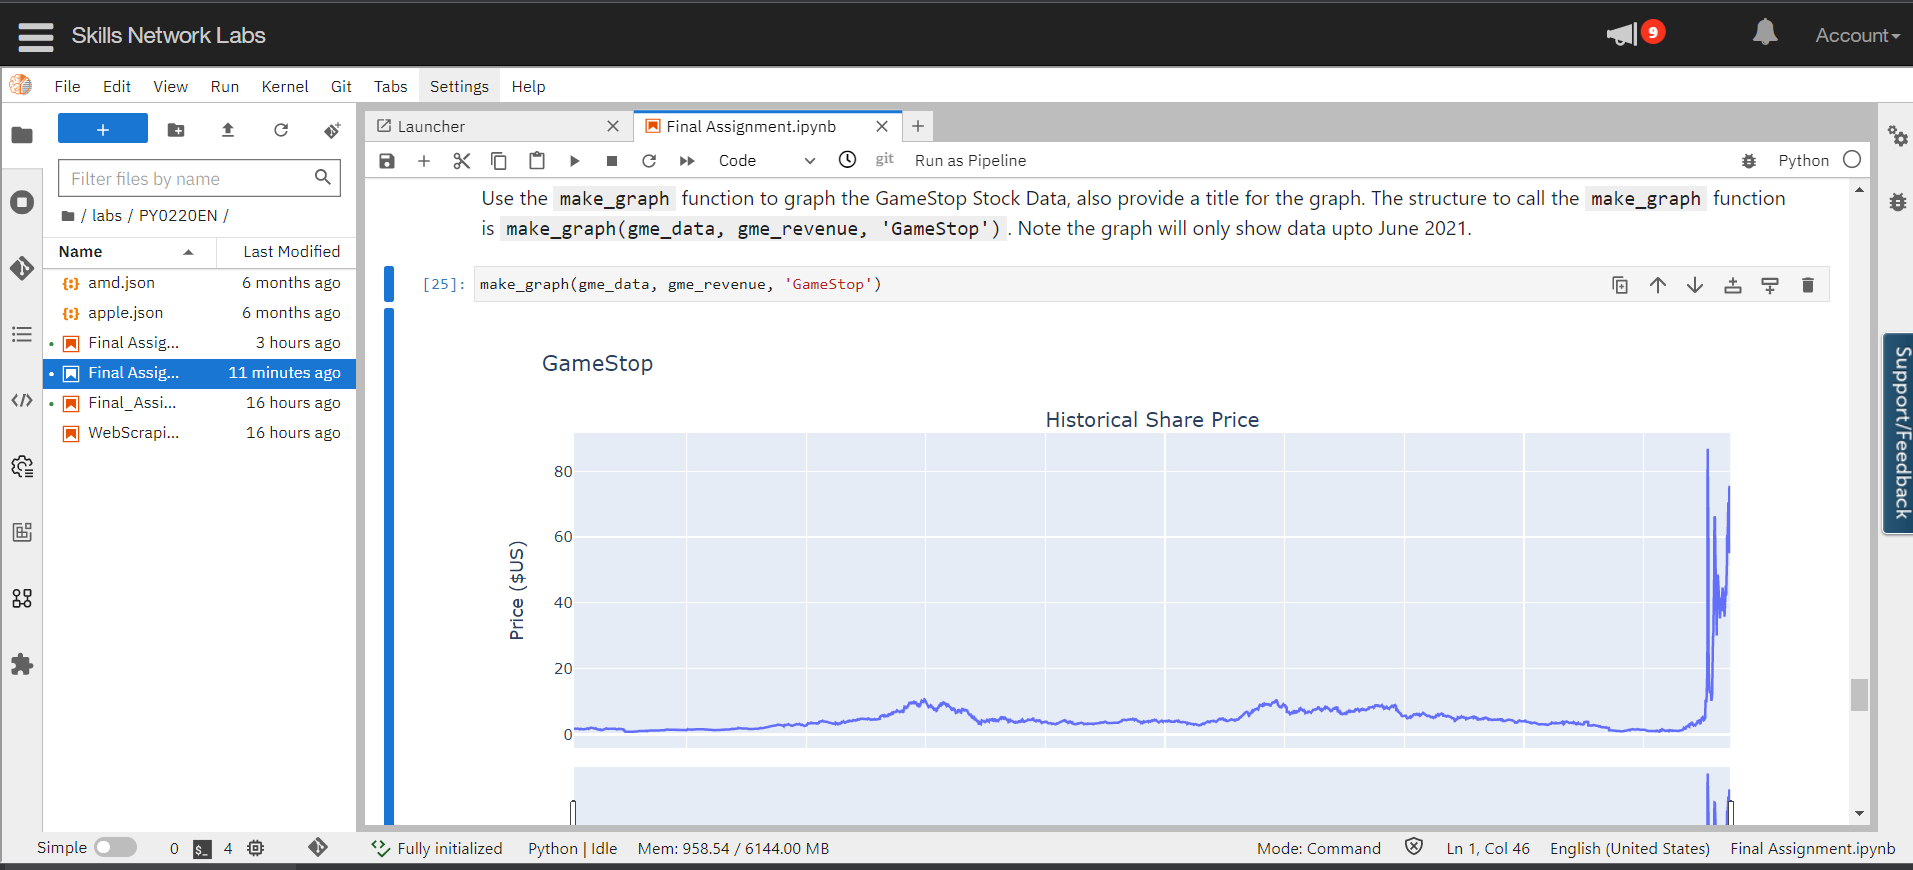 Skills Network Labs
9
Account
File Edit View Run Kernel Git Tabs Settings Help
+
Launcher
Final Assignment.ipynb
+
Filter files by name
/ labs / PY0220EN /
Name Last Modified
amd.json 6 months ago
apple.json 6 months ago
Final Assig... 3 hours ago
Final Assig... 11 minutes ago
Final_Assi... 16 hours ago
WebScrapi... 16 hours ago
Code
git
Run as Pipeline
Python
Use the make_graph function to graph the GameStop Stock Data, also provide a title for the graph. The structure to call the make_graph function
is make_graph(gme_data, gme_revenue, 'GameStop'). Note the graph will only show data upto June 2021.
[25]: make_graph(gme_data, gme_revenue, 'GameStop')
GameStop
Historical Share Price
Price ($US)
80
60
40
20
0
Support/Feedback
Simple 0 $_ 4 Fully initialized Python | Idle Mem: 958.54 / 6144.00 MB Mode: Command Ln 1, Col 46 English (United States) Final Assignment.ipynb